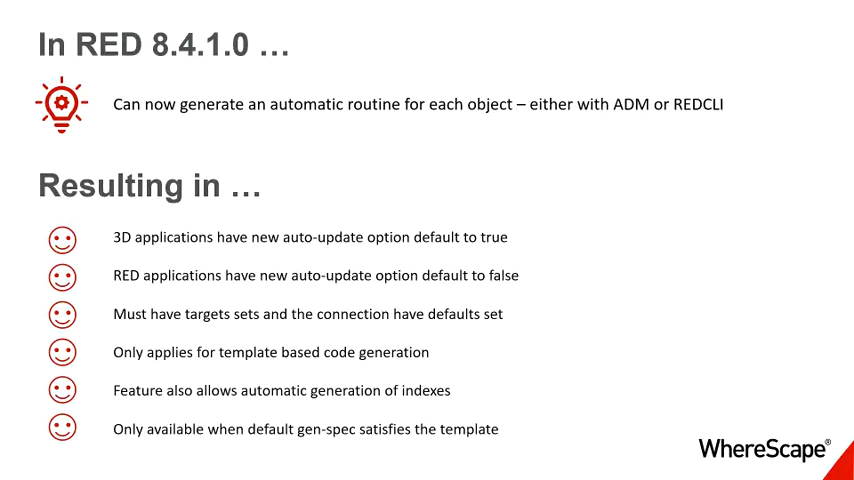 In RED 8.4.1.0 …
Can now generate an automatic routine for each object – either with ADM or REDCLI
Resulting in …
3D applications have new auto-update option default to true
RED applications have new auto-update option default to false
Must have targets sets and the connection have defaults set
Only applies for template based code generation
Feature also allows automatic generation of indexes
Only available when default gen-spec satisfies the template
WhereScape®